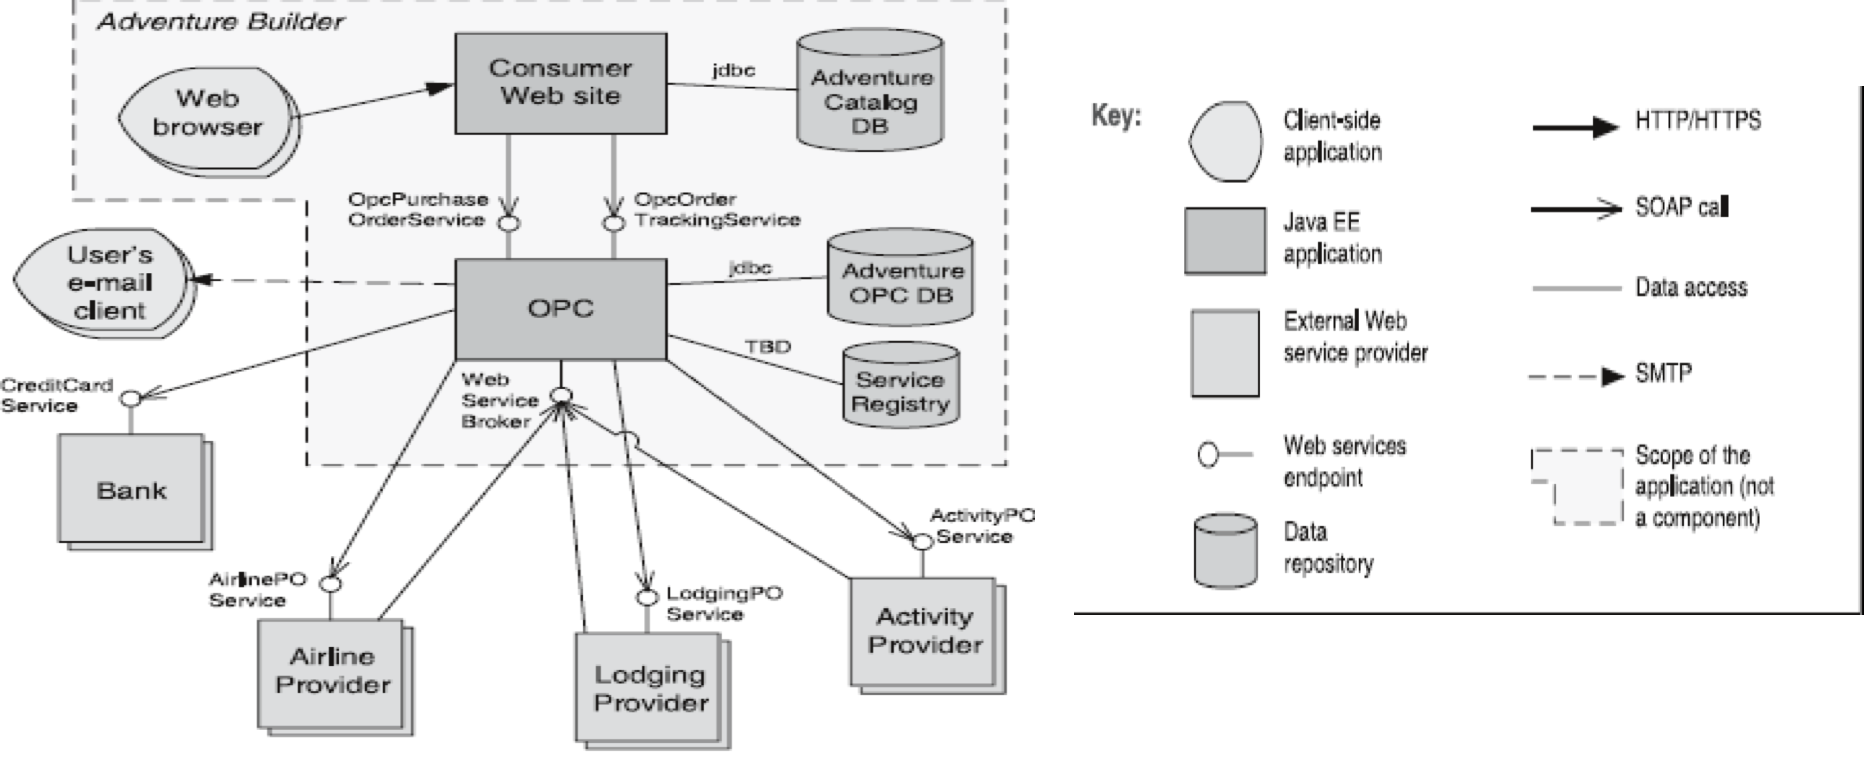 Adventure Builder
Consumer
Web site
jdbc
Adventure
Catalog
DB
Web
browser
OpcPurchase
OrderService
OpcOrder
TrackingService
User's
e-mail
client
OPC
jdbc
Adventure
OPC DB
TBD
Service
Registry
CreditCard
Service
Web
Service
Broker
Bank
ActivityPO
Service
AirlinePO
Service
LodgingPO
Service
Airline
Provider
Lodging
Provider
Activity
Provider
Key:
Client-side
application
Java EE
application
External Web
service provider
Web services
endpoint
Data
repository
HTTP/HTTPS
SOAP call
Data access
SMTP
Scope of the
application (not
a component)